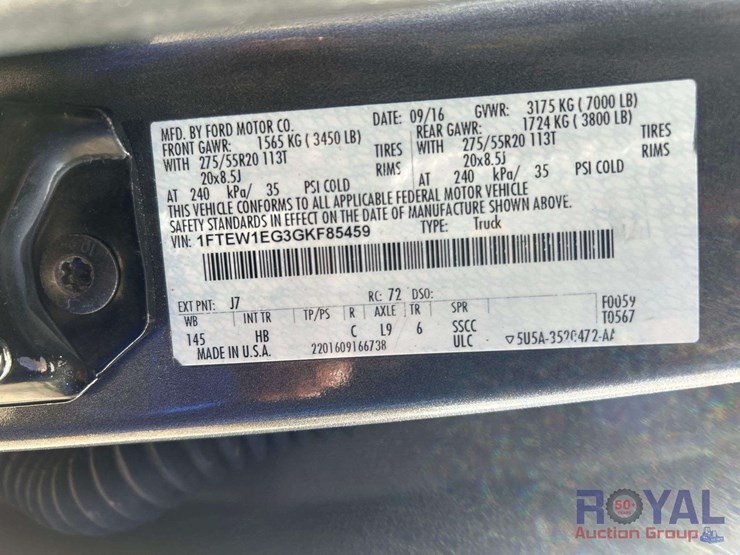 MFD. BY FORD MOTOR CO.
DATE: 09/16 GVWR: 3175 KG ( 7000 LB)
FRONT GAWR: 1565 KG ( 3450 LB)
REAR GAWR: 1724 KG ( 3800 LB)
WITH 275/55R20 113T TIRES
WITH 275/55R20 113T TIRES
20x8.5J RIMS
20x8.5J RIMS
AT 240 kPa/ 35 PSI COLD
AT 240 kPa/ 35 PSI COLD
THIS VEHICLE CONFORMS TO ALL APPLICABLE FEDERAL MOTOR VEHICLE
SAFETY STANDARDS IN EFFECT ON THE DATE OF MANUFACTURE SHOWN ABOVE.
VIN: 1FTEW1EG3GKF85459 TYPE: Truck
EXT PNT: J7 RC: 72 DSO: F0059
WB INT TR TP/PS R AXLE TR SPR T0567
145 HB C L9 6 SSCC
MADE IN U.S.A. 2201609166738 ULC 5U5A-3520472-AA
50+
ROYAL
Auction Group